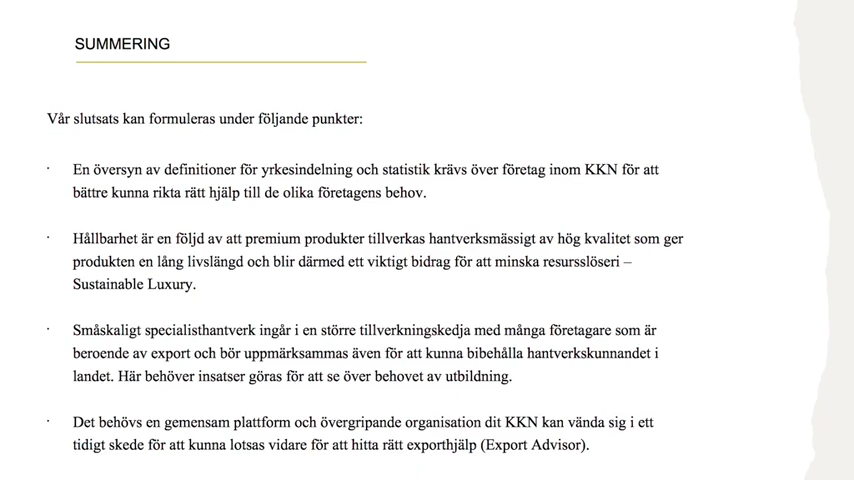 SUMMERING
Vår slutsats kan formuleras under följande punkter:
· En översyn av definitioner för yrkesindelning och statistik krävs över företag inom KKN för att
bättre kunna rikta rätt hjälp till de olika företagens behov.
· Hållbarhet är en följd av att premium produkter tillverkas hantverksmässigt av hög kvalitet som ger
produkten en lång livslängd och blir därmed ett viktigt bidrag för att minska resursslöseri –
Sustainable Luxury.
· Småskaligt specialisthantverk ingår i en större tillverkningskedja med många företagare som är
beroende av export och bör uppmärksammas även för att kunna bibehålla hantverkskunnandet i
landet. Här behöver insatser göras för att se över behovet av utbildning.
· Det behövs en gemensam plattform och övergripande organisation dit KKN kan vända sig i ett
tidigt skede för att kunna lotsas vidare för att hitta rätt exporthjälp (Export Advisor).